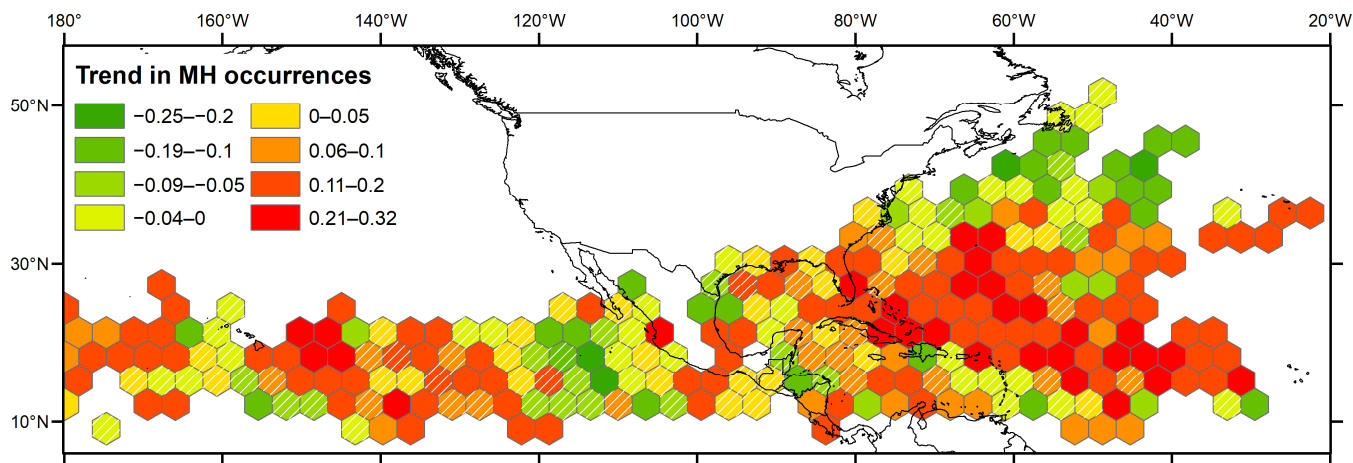 180° 160°W 140°W 120°W 100°W 80°W 60°W 40°W 20°W
Trend in MH occurrences
50°N
−0.25–−0.2 0–0.05
−0.19–−0.1 0.06–0.1
−0.09–−0.05 0.11–0.2
−0.04–0 0.21–0.32
30°N
10°N